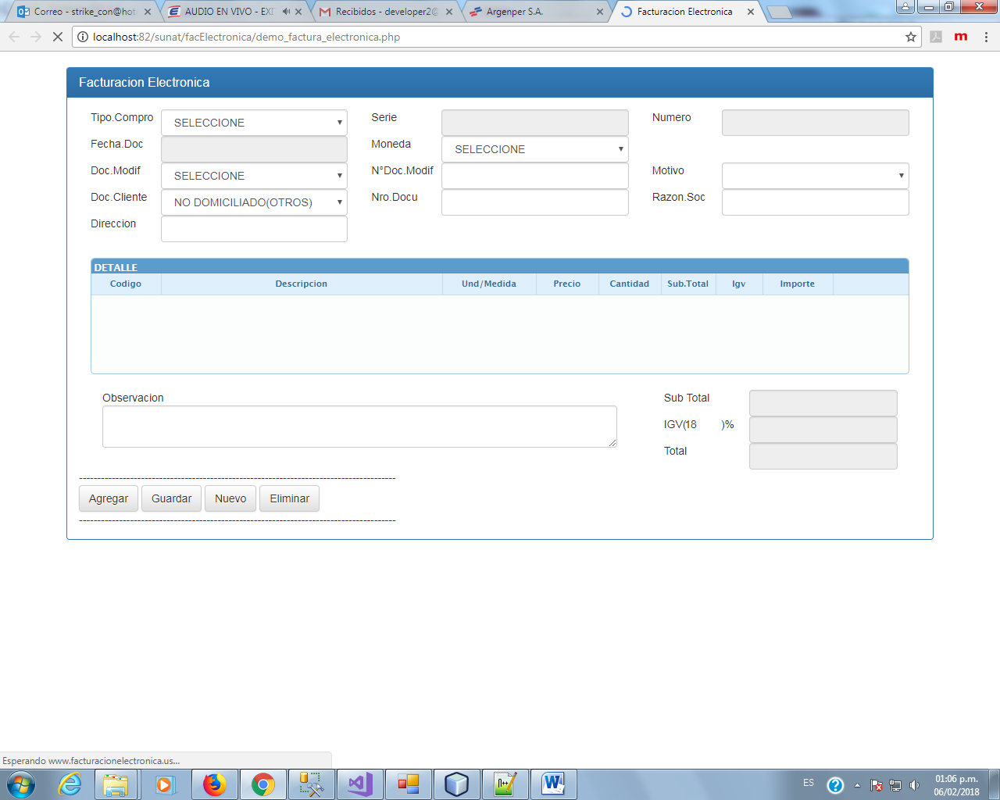 Correo - strike_con@hot
AUDIO EN VIVO - EXI
Recibidos - developer2@
Argenper S.A.
Facturacion Electronica
localhost:82/sunat/facElectronica/demo_factura_electronica.php
m
Facturacion Electronica
Tipo.Compro SELECCIONE Serie Numero
Fecha.Doc Moneda SELECCIONE
Doc.Modif SELECCIONE N°Doc.Modif Motivo
Doc.Cliente NO DOMICILIADO(OTROS) Nro.Docu Razon.Soc
Direccion
DETALLE
Codigo Descripcion Und/Medida Precio Cantidad Sub.Total Igv Importe
Observacion Sub Total
IGV(18 )%
Total
-----------------------------------------------------------------------------------
Agregar Guardar Nuevo Eliminar
-----------------------------------------------------------------------------------
Esperando www.facturacionelectronica.us...
ES
01:06 p.m.
06/02/2018